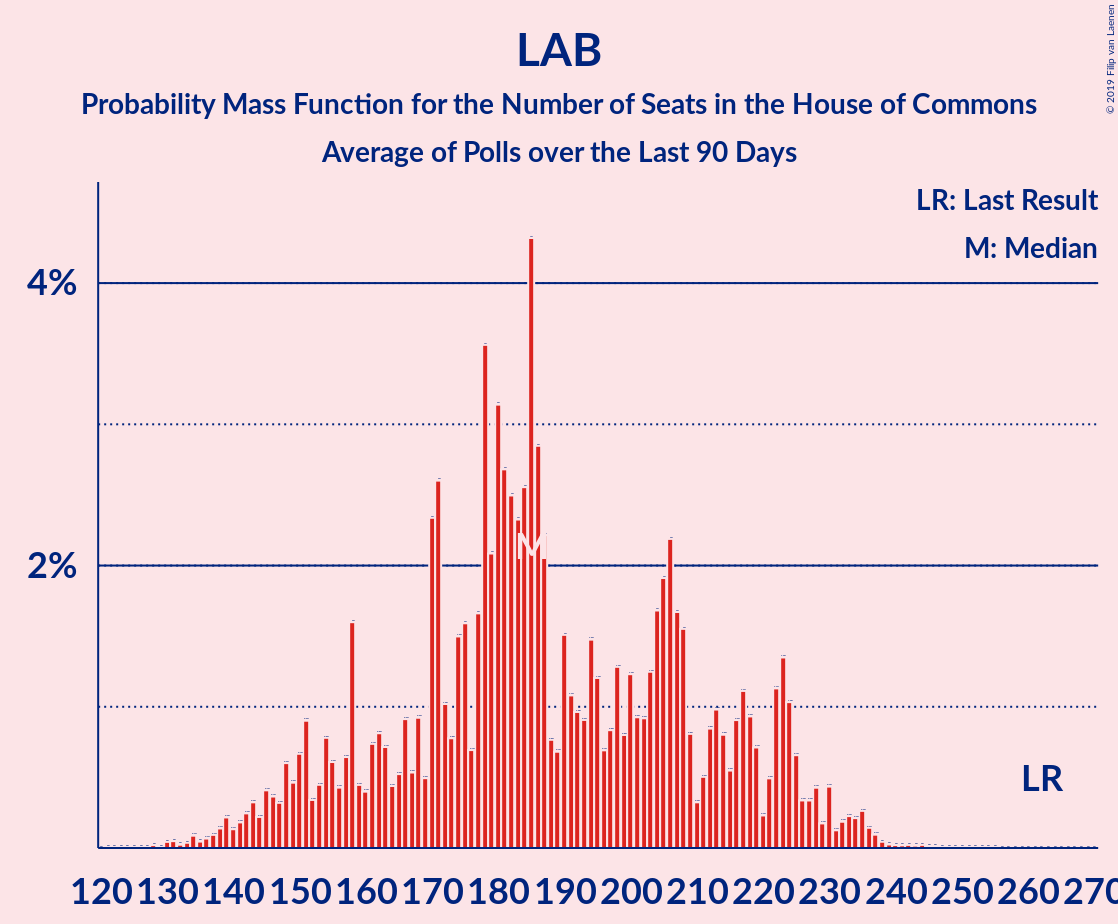 LAB
Probability Mass Function for the Number of Seats in the House of Commons
Average of Polls over the Last 90 Days
© 2019 Filip van Laenen
LR: Last Result
M: Median
4%
2%
M
LR
120 130 140 150 160 170 180 190 200 210 220 230 240 250 260 270